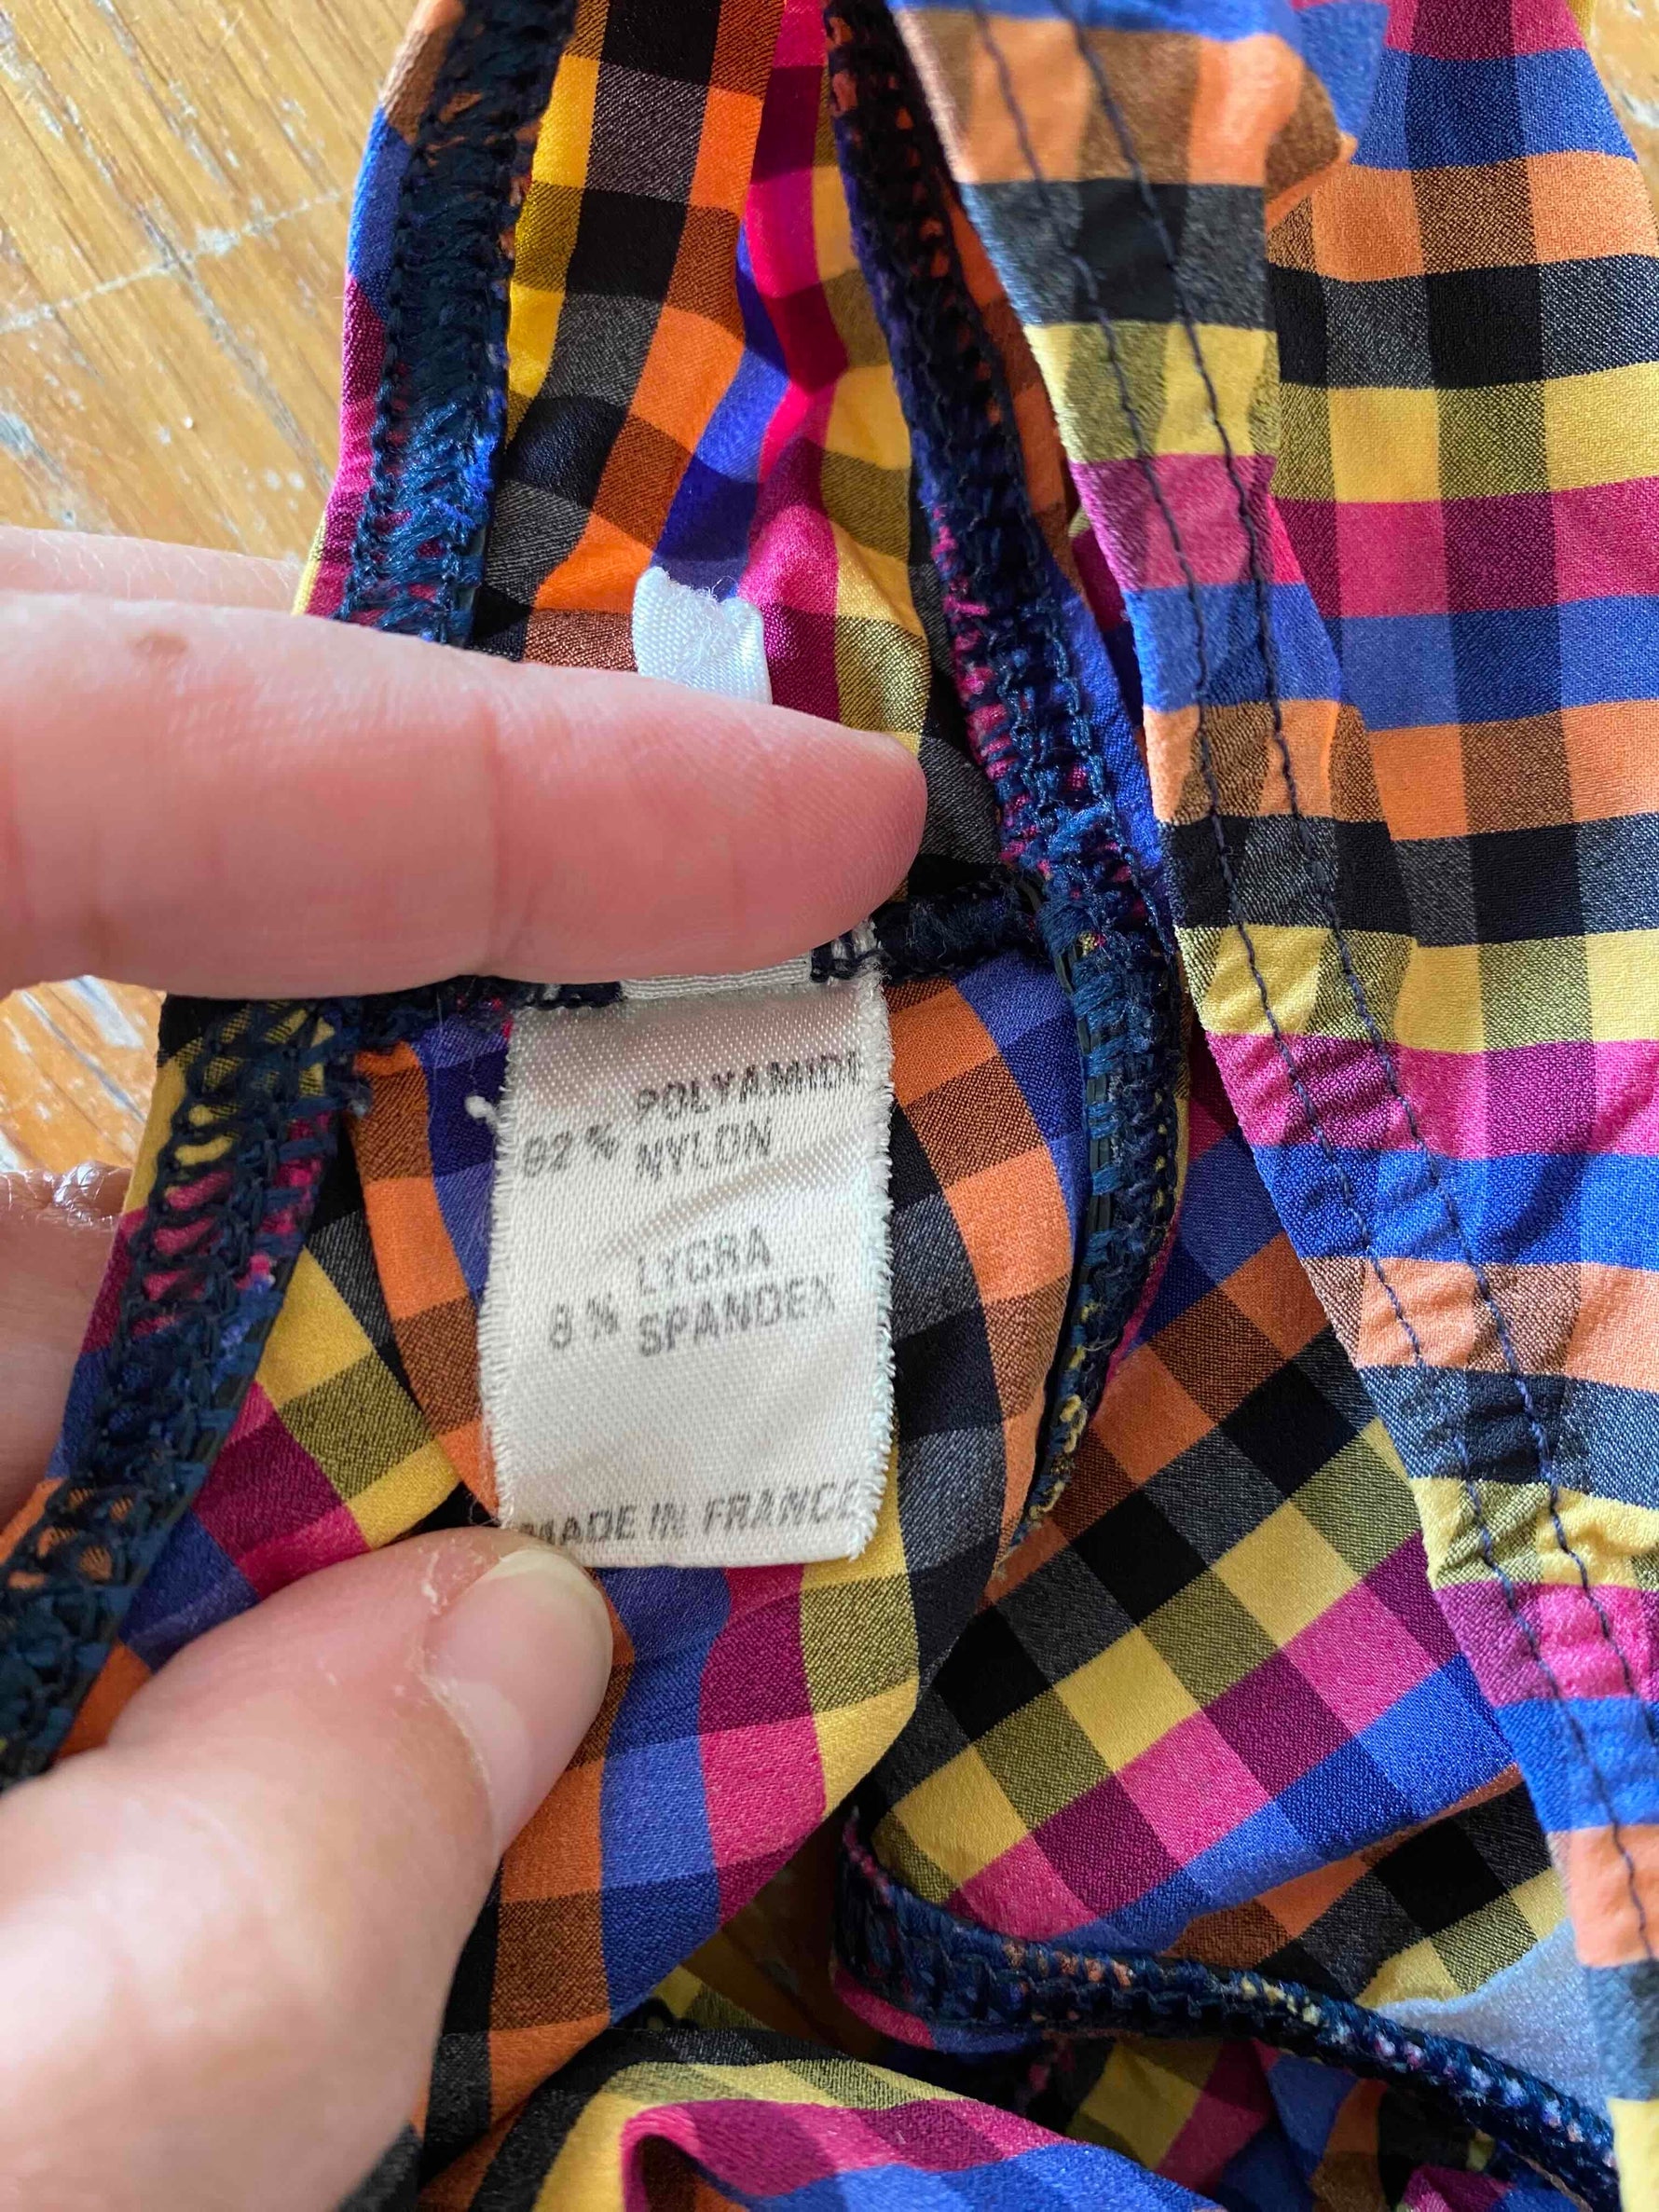 POLYAMIDE
92 % NYLON
LYCRA
8 % SPANDEX
MADE IN FRANCE